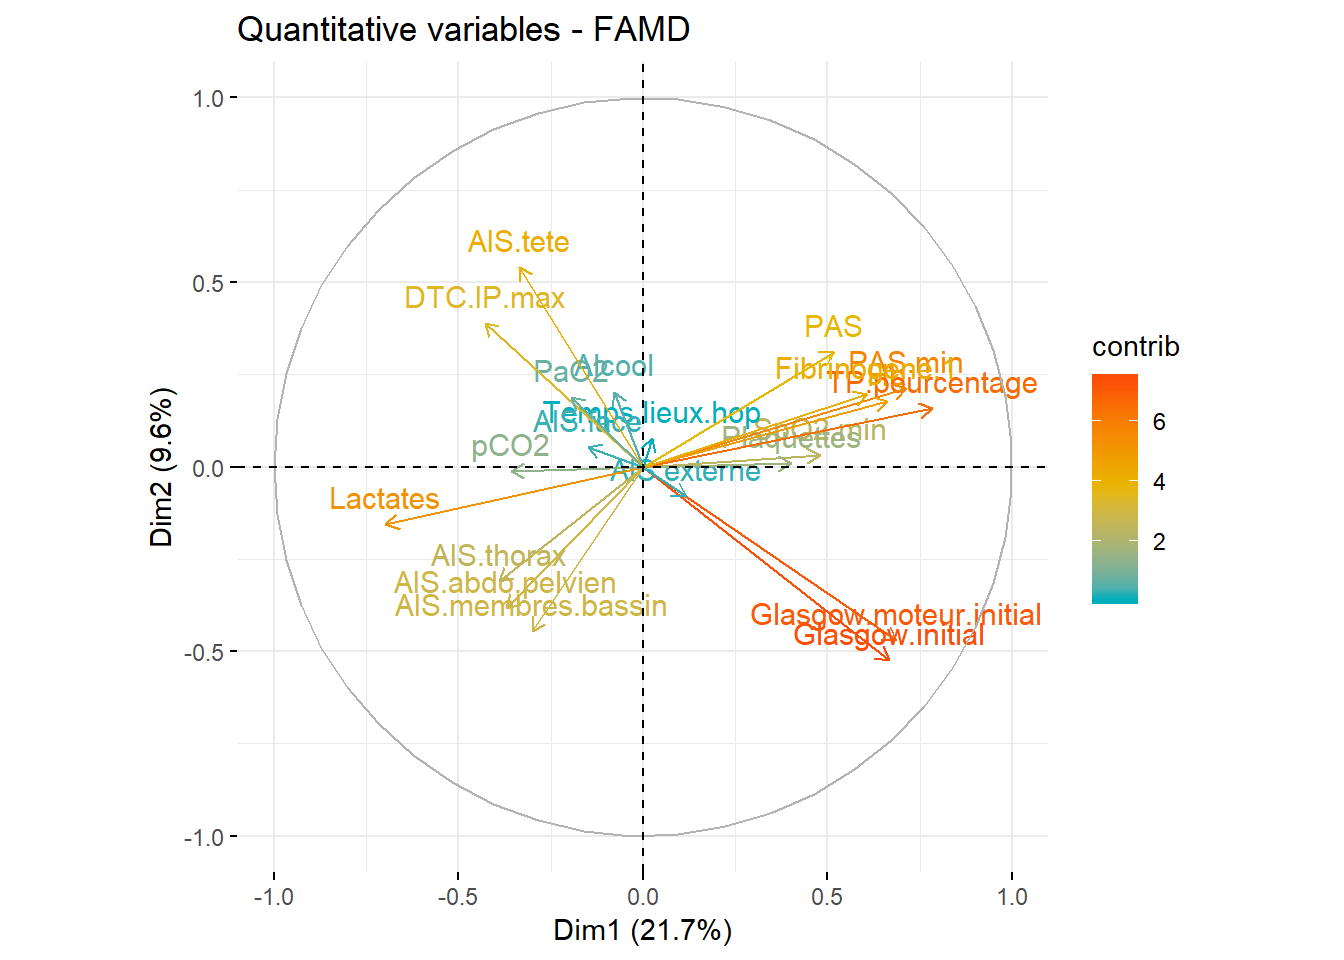 Quantitative variables - FAMD
1.0
0.5
0.0
-0.5
-1.0
Dim2 (9.6%)
AIS.tete
DTC.IP.max
PAS
Alcool
PaO2
PAS.min
Fibrinogene
TP.pourcentage
Temps.lieux.hop
AIS.face
SpO2.min
Plaquettes
pCO2
AIS.externe
Lactates
AIS.thorax
AIS.abdo.pelvien
AIS.membres.bassin
Glasgow.moteur.initial
Glasgow.initial
-1.0
-0.5
0.0
0.5
1.0
Dim1 (21.7%)
contrib
6
4
2